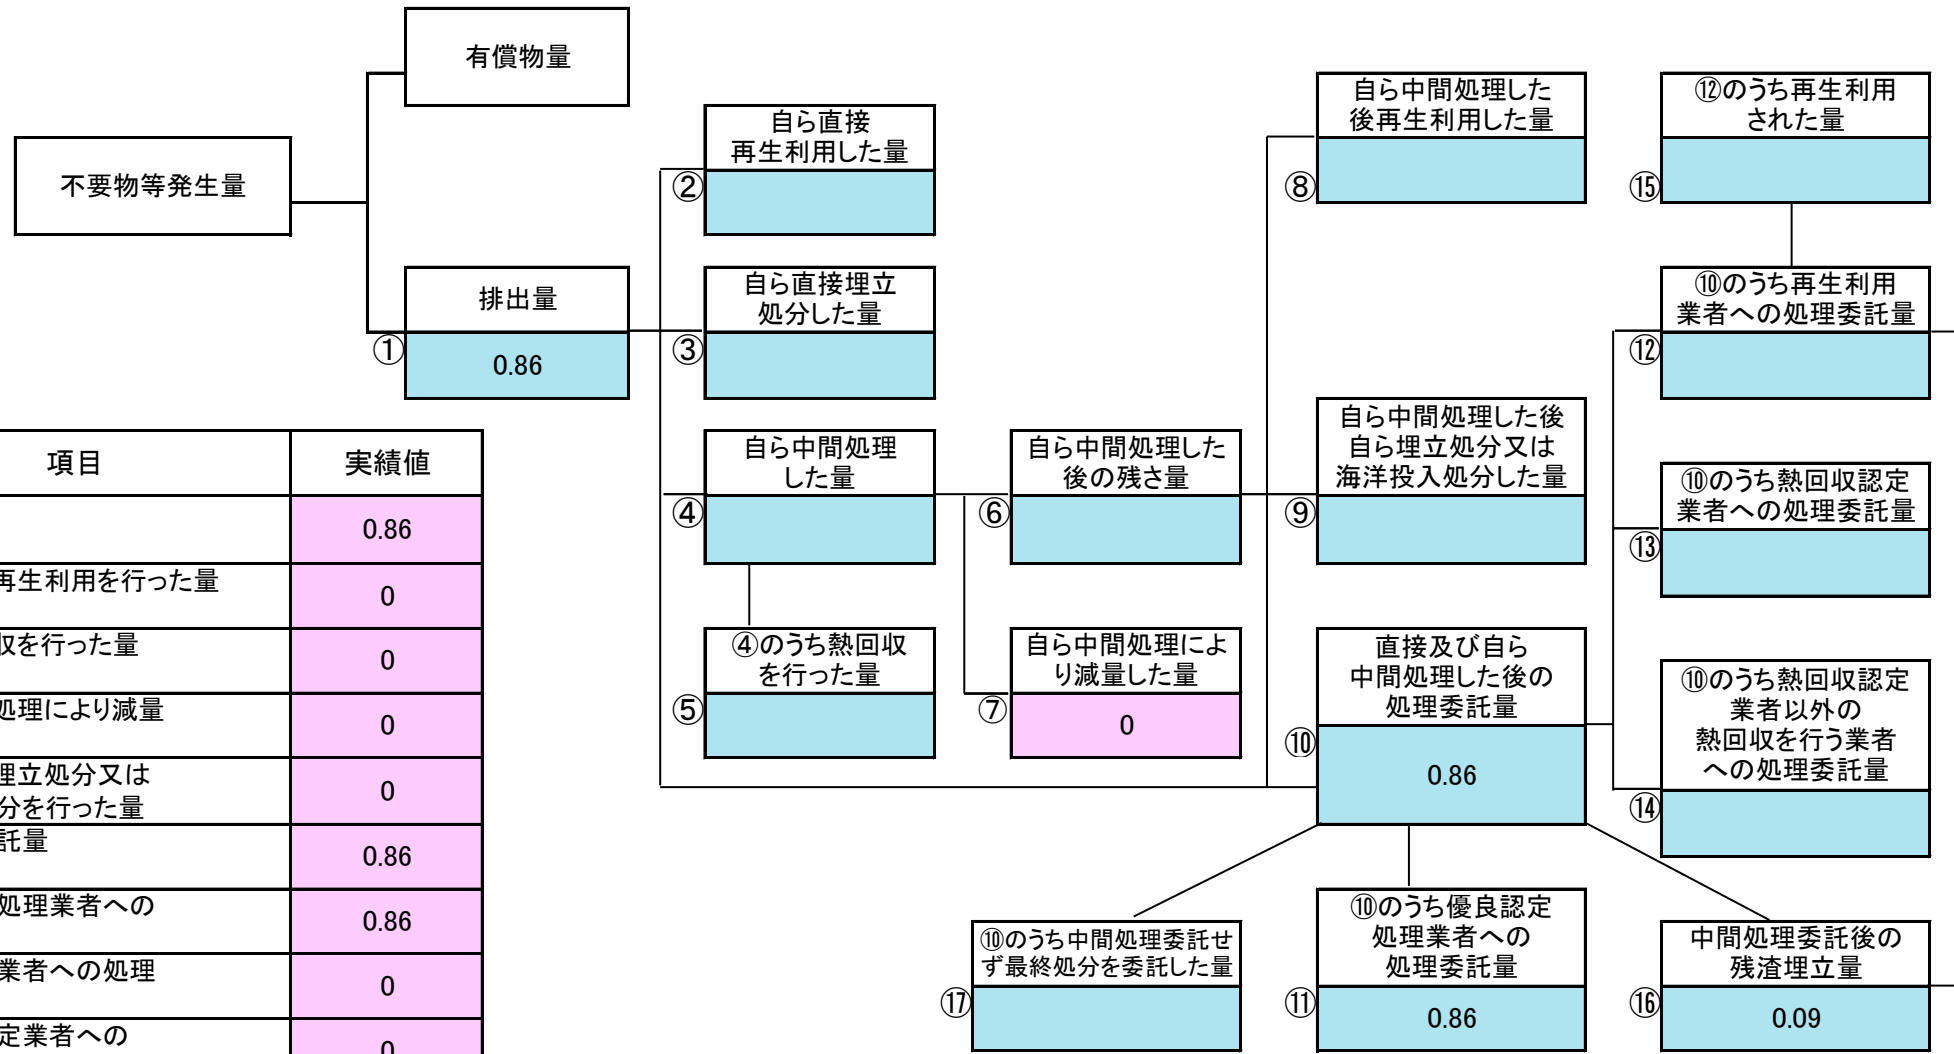 有償物量
不要物等発生量
排出量
①
0.86
自ら直接
再生利用した量
②
自ら直接埋立
処分した量
③
自ら中間処理
した量
④
④のうち熱回収
を行った量
⑤
自ら中間処理した
後の残さ量
⑥
自ら中間処理によ
り減量した量
⑦
0
自ら中間処理した
後再生利用した量
⑧
自ら中間処理した後
自ら埋立処分又は
海洋投入処分した量
⑨
直接及び自ら
中間処理した後の
処理委託量
⑩
0.86
⑫のうち再生利用
された量
⑮
⑩のうち再生利用
業者への処理委託量
⑫
⑩のうち熱回収認定
業者への処理委託量
⑬
⑩のうち熱回収認定
業者以外の
熱回収を行う業者
への処理委託量
⑭
⑩のうち中間処理委託せ
ず最終処分を委託した量
⑰
⑩のうち優良認定
処理業者への
処理委託量
⑪
0.86
中間処理委託後の
残渣埋立量
⑯
0.09
項目 実績値
0.86
再生利用を行った量 0
収を行った量 0
処理により減量 0
埋立処分又は
分を行った量 0
託量 0.86
処理業者への 0.86
業者への処理 0
定業者への 0